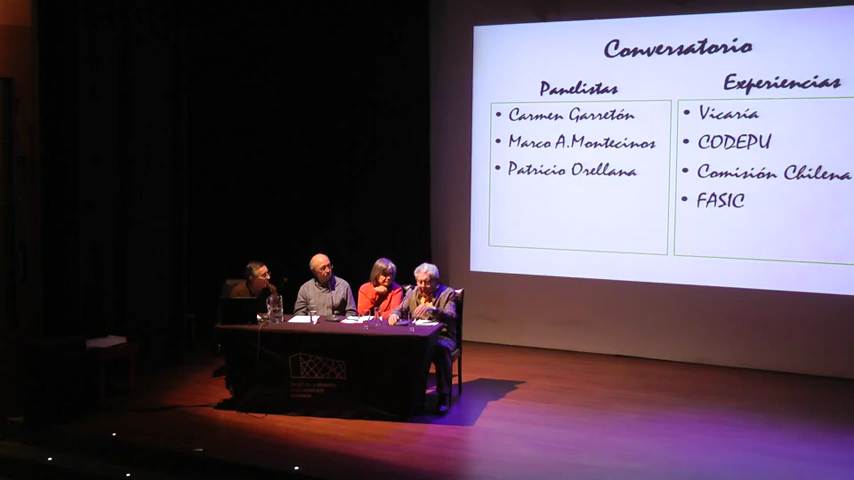 Conversatorio
Panelistas
• Carmen Garretón
• Marco A.Montecinos
• Patricio Orellana
Experiencias
• Vicaría
• CODEPU
• Comisión Chilena
• FASIC